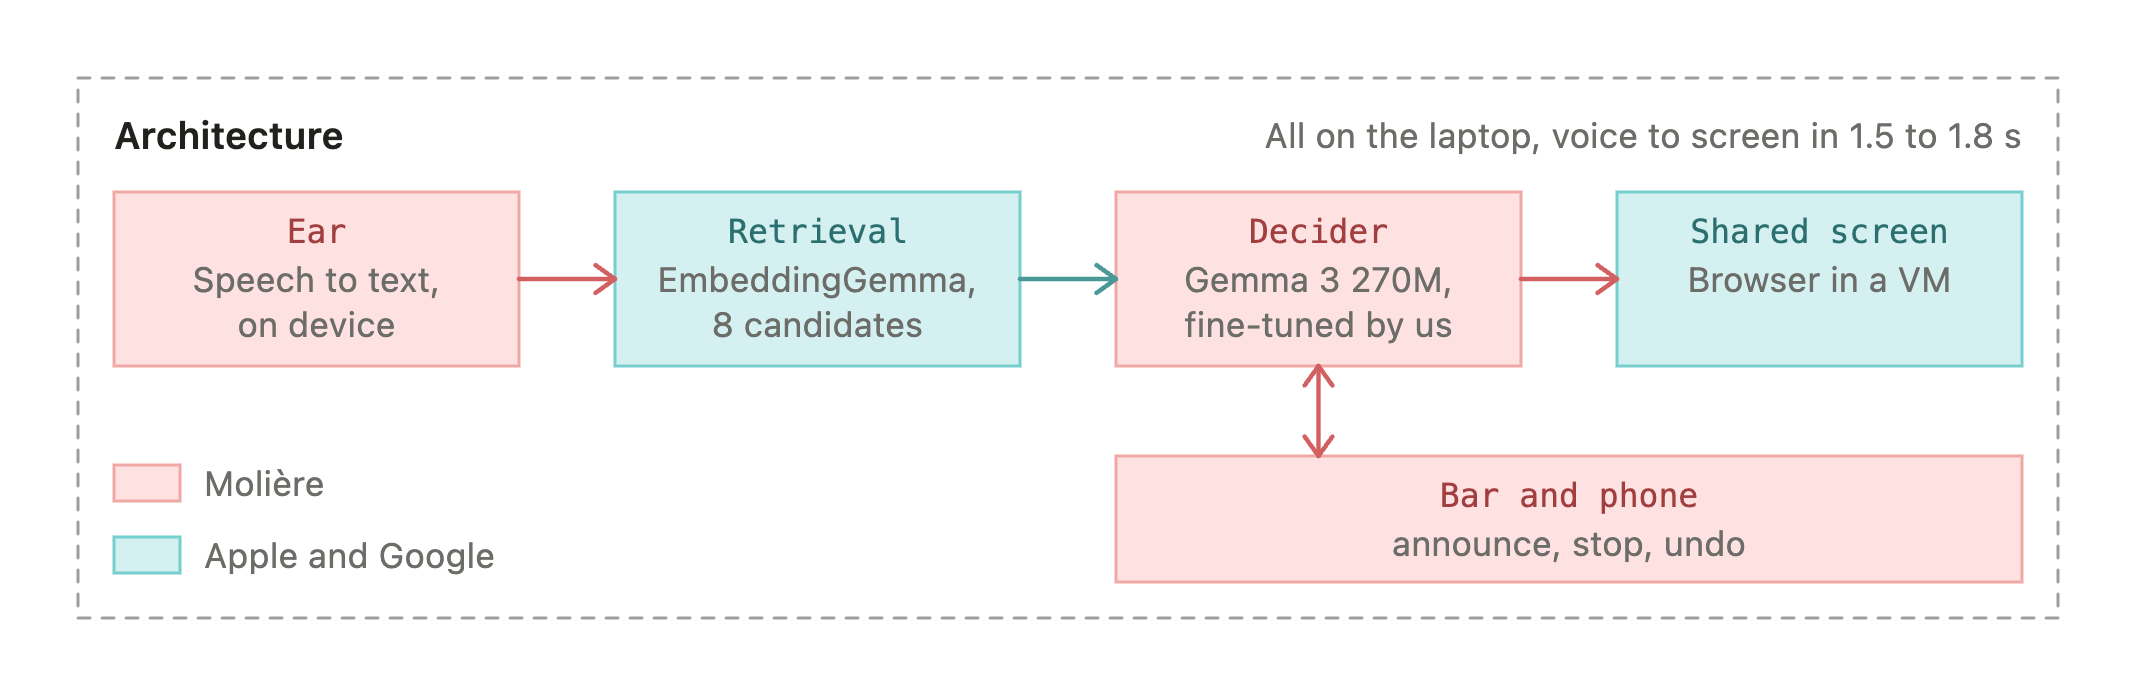 Architecture
All on the laptop, voice to screen in 1.5 to 1.8 s
Ear
Speech to text,
on device
Retrieval
EmbeddingGemma,
8 candidates
Decider
Gemma 3 270M,
fine-tuned by us
Shared screen
Browser in a VM
Bar and phone
announce, stop, undo
Molière
Apple and Google